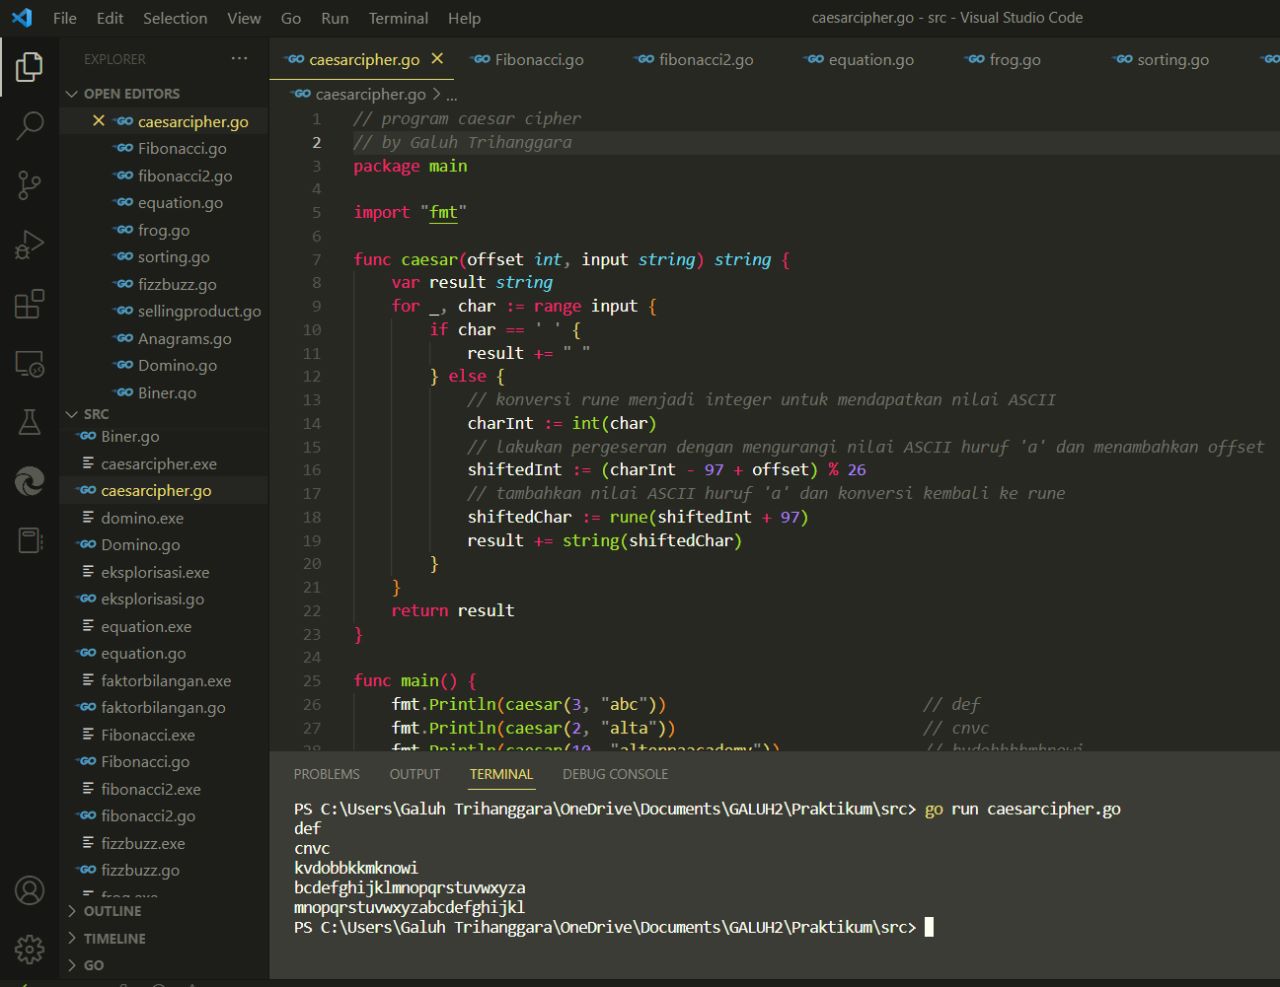 File Edit Selection View Go Run Terminal Help
caesarcipher.go - src - Visual Studio Code
EXPLORER ...
OPEN EDITORS
caesarcipher.go
Fibonacci.go
fibonacci2.go
equation.go
frog.go
sorting.go
fizzbuzz.go
sellingproduct.go
Anagrams.go
Domino.go
Biner.go
SRC
Biner.go
caesarcipher.exe
caesarcipher.go
domino.exe
Domino.go
eksplorisasi.exe
eksplorisasi.go
equation.exe
equation.go
faktorbilangan.exe
faktorbilangan.go
Fibonacci.exe
Fibonacci.go
fibonacci2.exe
fibonacci2.go
fizzbuzz.exe
fizzbuzz.go
frog.exe
OUTLINE
TIMELINE
GO
caesarcipher.go Fibonacci.go fibonacci2.go equation.go frog.go sorting.go
caesarcipher.go > ...
1 // program caesar cipher
2 // by Galuh Trihanggara
3 package main
4
5 import "fmt"
6
7 func caesar(offset int, input string) string {
8 var result string
9 for _, char := range input {
10 if char == ' ' {
11 result += " "
12 } else {
13 // konversi rune menjadi integer untuk mendapatkan nilai ASCII
14 charInt := int(char)
15 // lakukan pergeseran dengan mengurangi nilai ASCII huruf 'a' dan menambahkan offset
16 shiftedInt := (charInt - 97 + offset) % 26
17 // tambahkan nilai ASCII huruf 'a' dan konversi kembali ke rune
18 shiftedChar := rune(shiftedInt + 97)
19 result += string(shiftedChar)
20 }
21 }
22 return result
23 }
24
25 func main() {
26 fmt.Println(caesar(3, "abc")) // def
27 fmt.Println(caesar(2, "alta")) // cnvc
28 fmt.Println(caesar(10, "alterraacademy")) //
PROBLEMS OUTPUT TERMINAL DEBUG CONSOLE
PS C:\Users\Galuh Trihanggara\OneDrive\Documents\GALUH2\Praktikum\src> go run caesarcipher.go
def
cnvc
kvdobbkkmknowi
bcdefghijklmnopqrstuvwxyza
mnopqrstuvwxyzabcdefghijkl
PS C:\Users\Galuh Trihanggara\OneDrive\Documents\GALUH2\Praktikum\src>